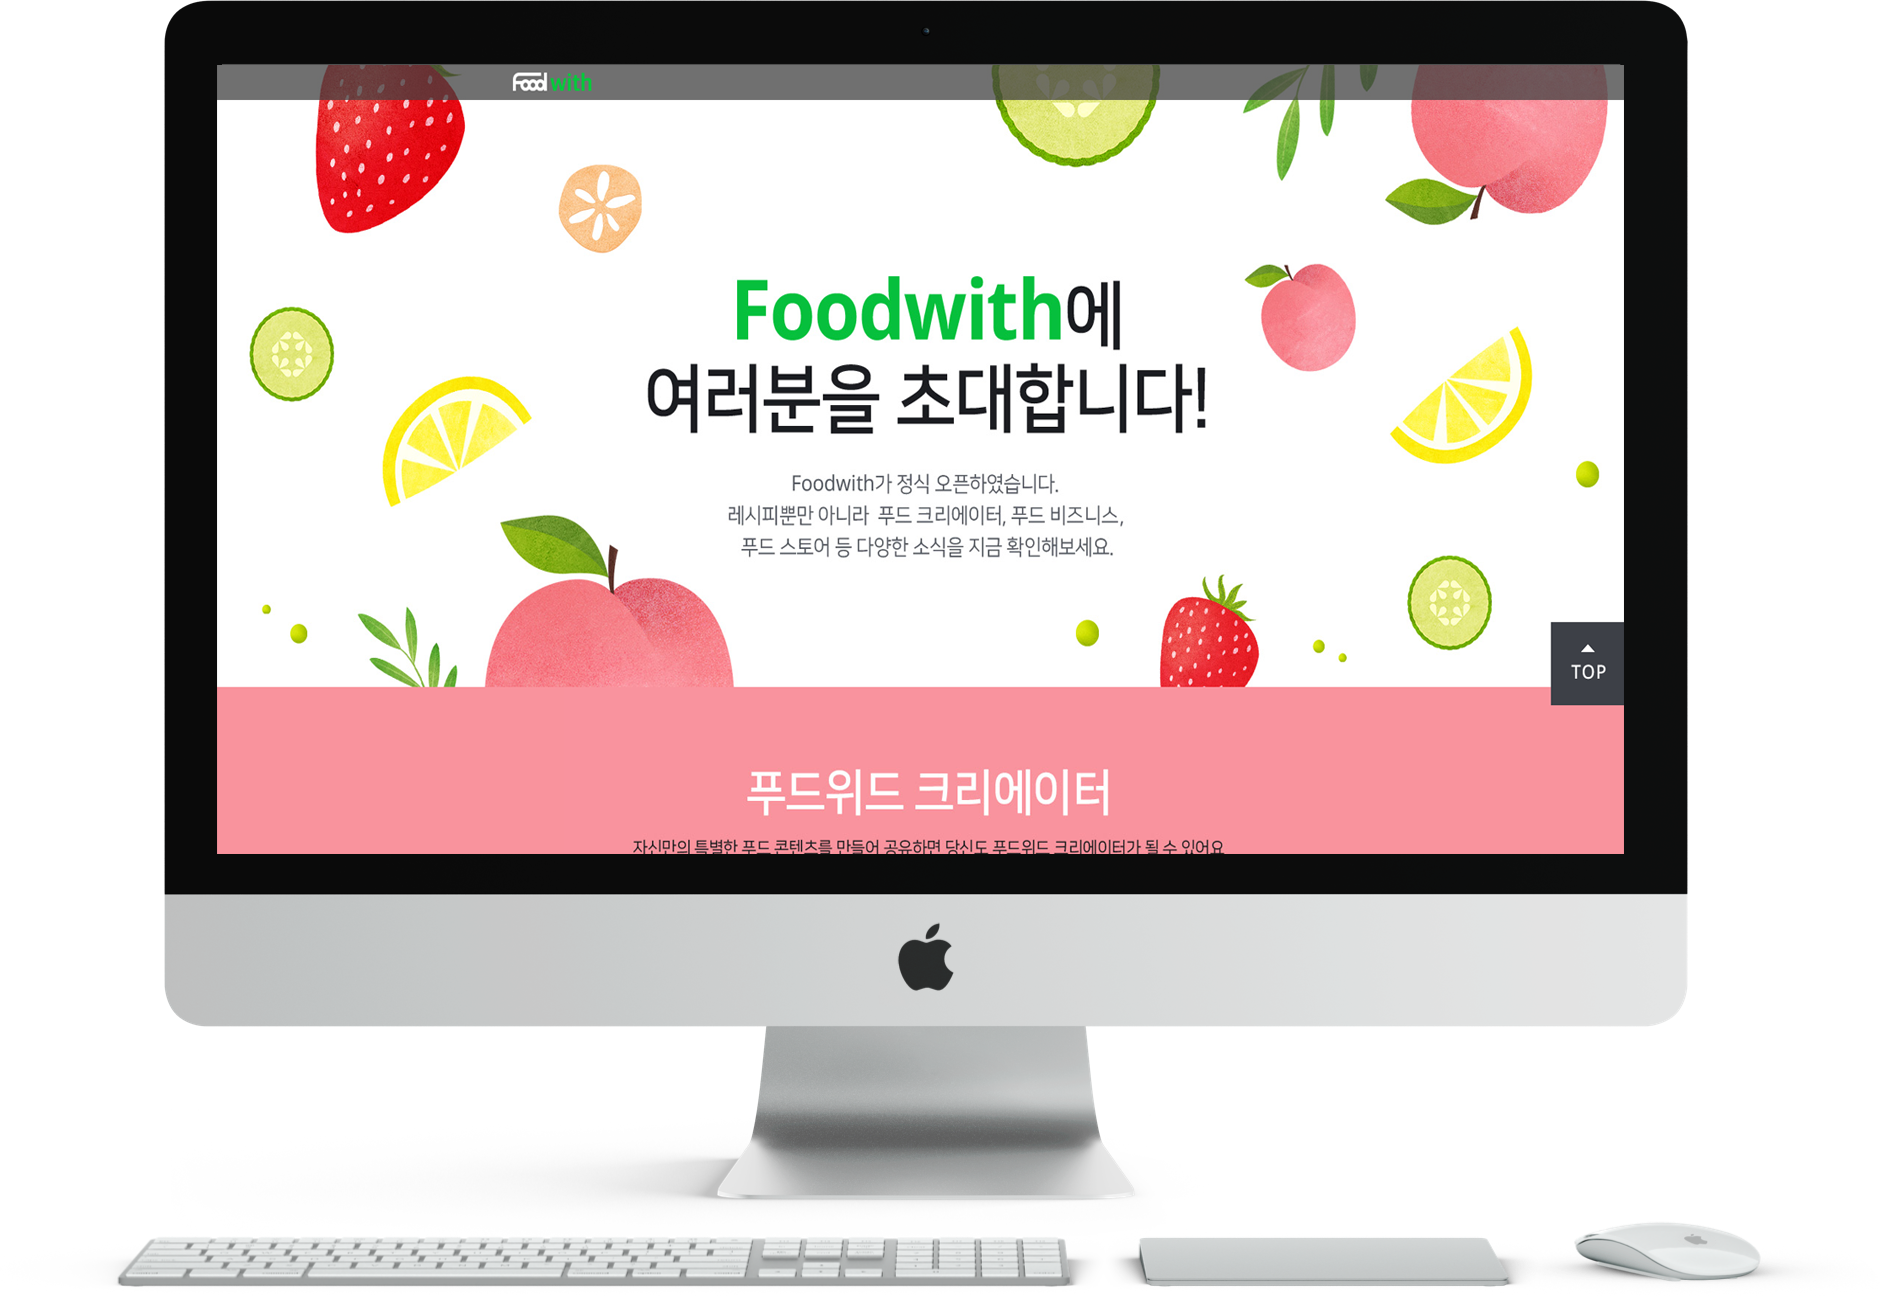 Food with
Foodwith에
여러분을 초대합니다!
Foodwith가 정식 오픈하였습니다.
레시피뿐만 아니라 푸드 크리에이터, 푸드 비즈니스,
푸드 스토어 등 다양한 소식을 지금 확인해보세요.
TOP
푸드위드 크리에이터
자신만의 특별한 푸드 콘텐츠를 만들어 공유하면 당신도 푸드위드 크리에이터가 될 수 있어요